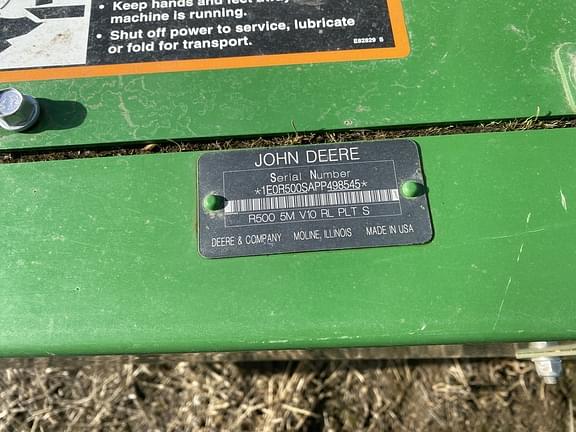 • Keep hands and feet away
machine is running.
• Shut off power to service, lubricate
or fold for transport.
JOHN DEERE
Serial Number
*1E0R500SAPP498545*
R500 5M V10 RL PLT S
DEERE & COMPANY MOLINE, ILLINOIS MADE IN USA